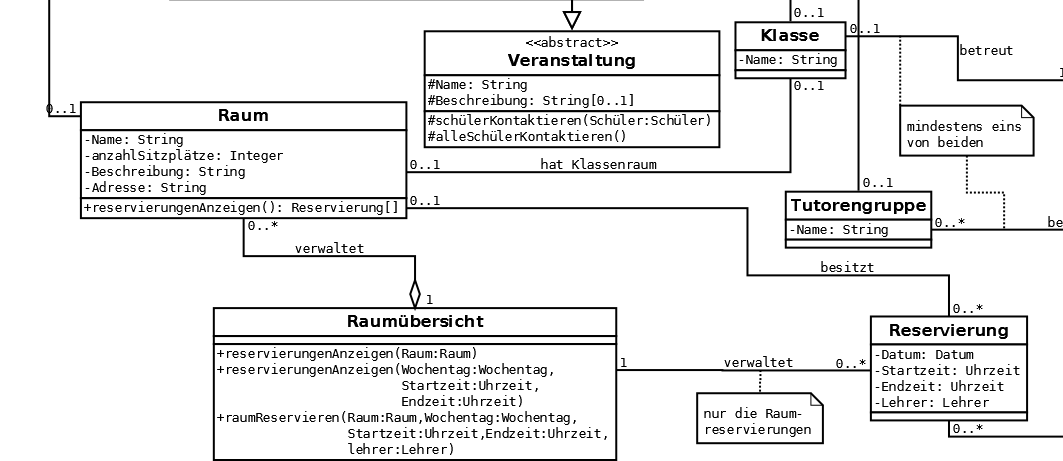 0..1
<<abstract>>
Veranstaltung
#Name: String
#Beschreibung: String[0..1]
#schülerKontaktieren(Schüler:Schüler)
#alleSchülerKontaktieren()
Klasse
-Name: String
0..1
betreut
1
0..1
mindestens eins
von beiden
0..1
Raum
-Name: String
-anzahlSitzplätze: Integer
-Beschreibung: String
-Adresse: String
+reservierungenAnzeigen(): Reservierung[]
0..1
hat Klassenraum
0..1
0..1
Tutorengruppe
-Name: String
0..*
be
0..*
verwaltet
1
besitzt
0..*
Raumübersicht
+reservierungenAnzeigen(Raum:Raum)
+reservierungenAnzeigen(Wochentag:Wochentag,
Startzeit:Uhrzeit,
Endzeit:Uhrzeit)
+raumReservieren(Raum:Raum,Wochentag:Wochentag,
Startzeit:Uhrzeit,Endzeit:Uhrzeit,
lehrer:Lehrer)
1
verwaltet
0..*
nur die Raum-
reservierungen
Reservierung
-Datum: Datum
-Startzeit: Uhrzeit
-Endzeit: Uhrzeit
-Lehrer: Lehrer
0..*